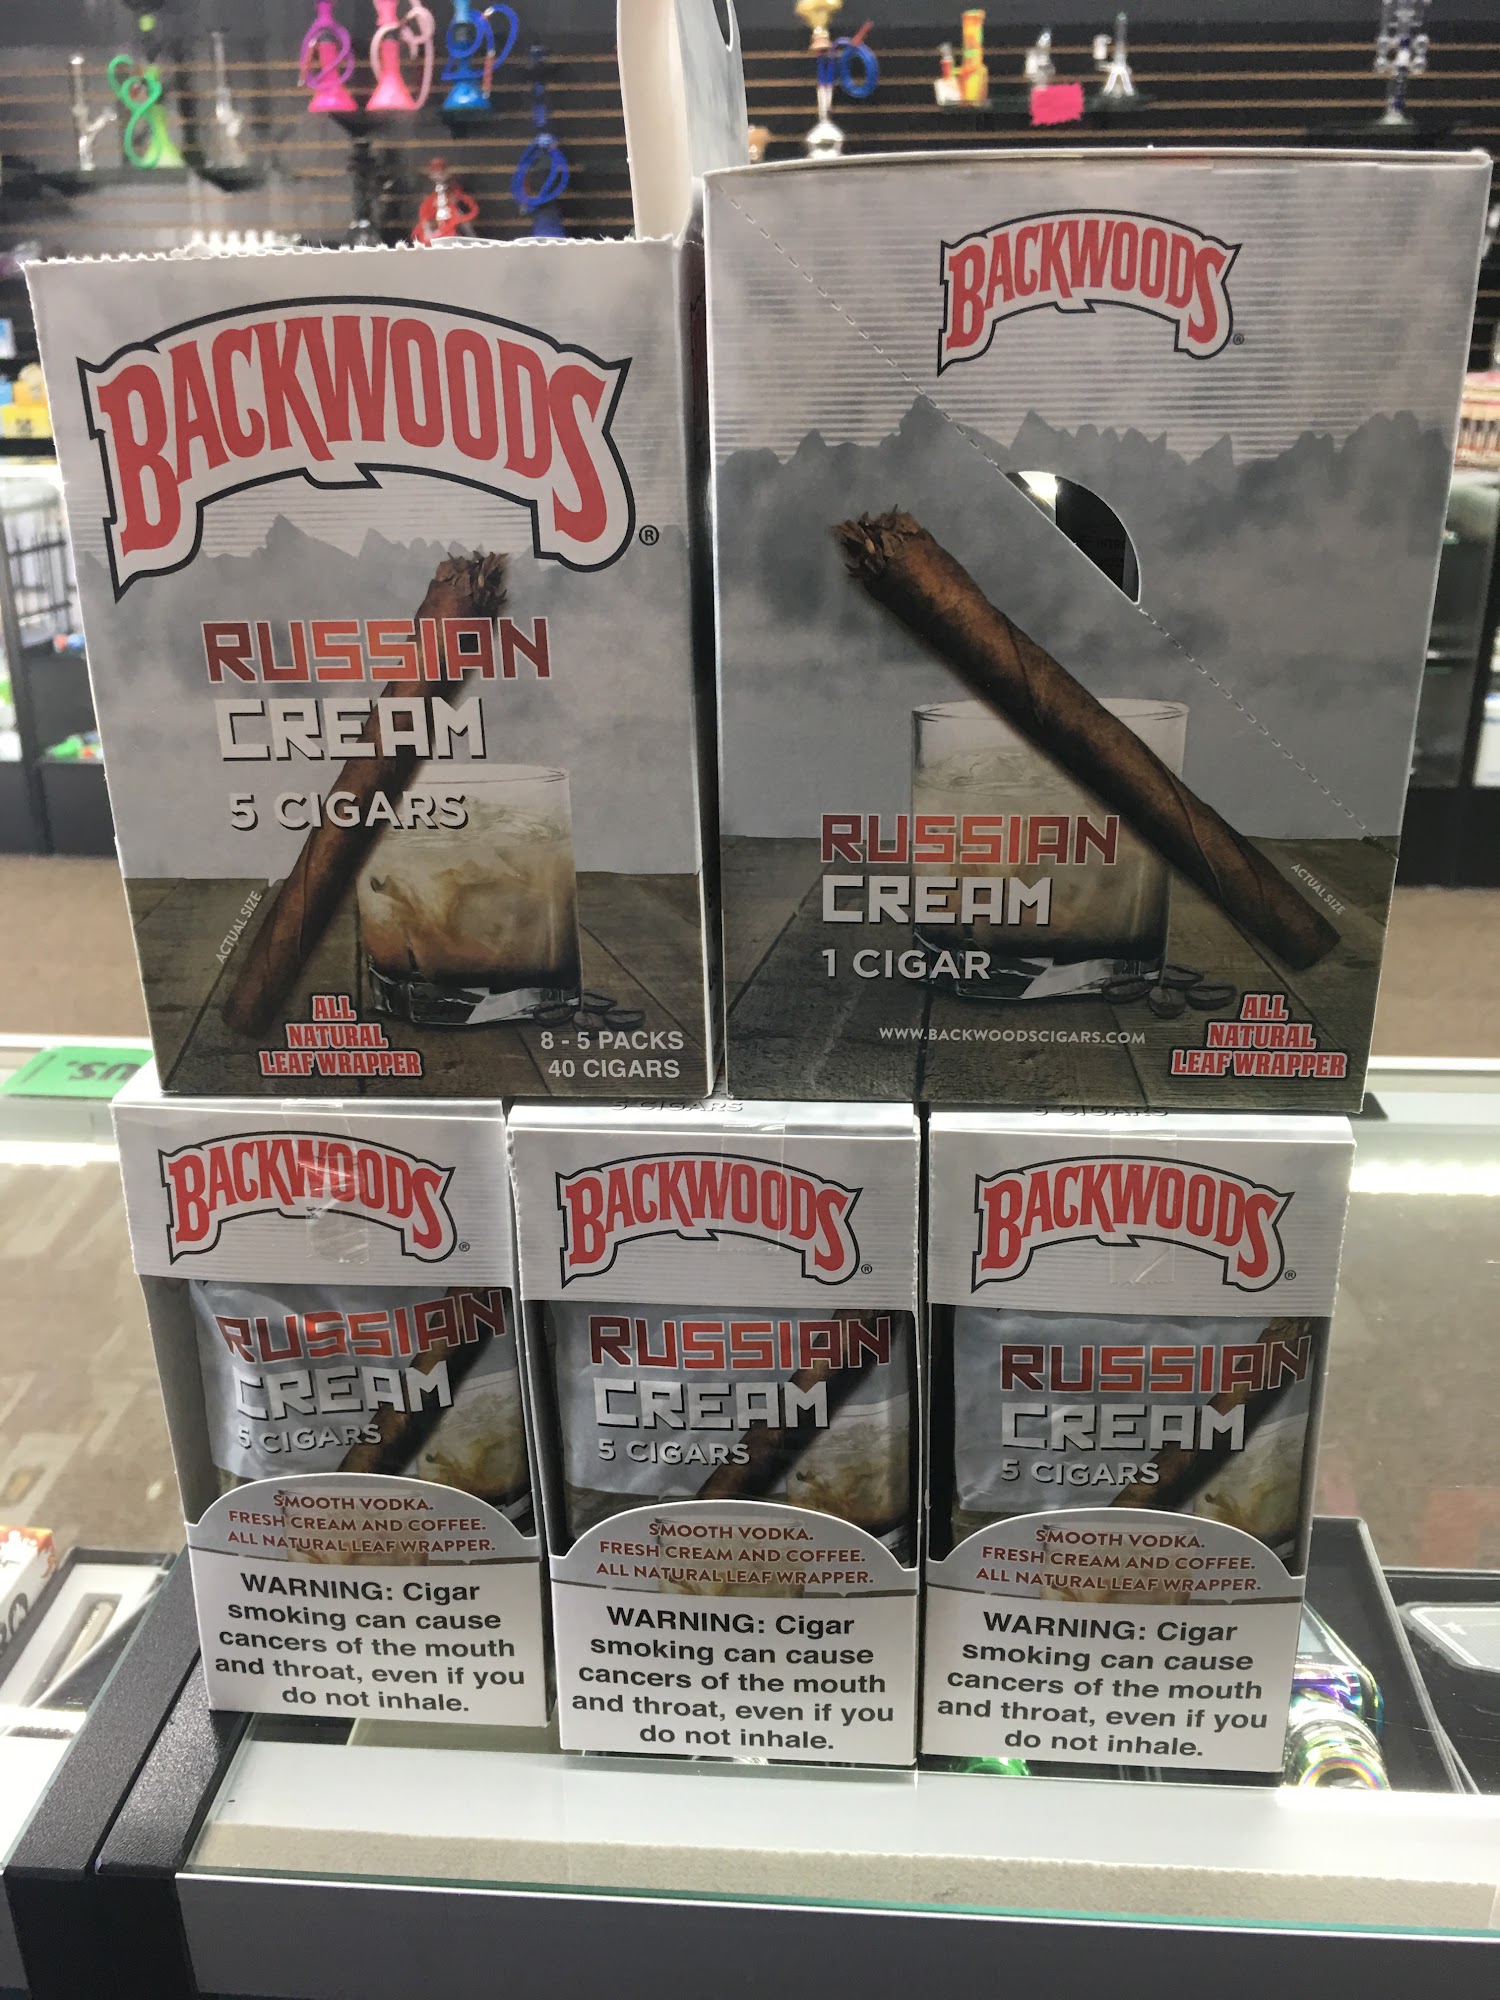 BACKWOODS®
RUSSIAN
CREAM
5 CIGARS
ACTUAL SIZE
ALL
NATURAL
LEAF WRAPPER
8 - 5 PACKS
40 CIGARS
BACKWOODS®
RUSSIAN
CREAM
1 CIGAR
ACTUAL SIZE
WWW.BACKWOODSCIGARS.COM
ALL
NATURAL
LEAF WRAPPER
BACKWOODS®
RUSSIAN
CREAM
5 CIGARS
SMOOTH VODKA.
FRESH CREAM AND COFFEE.
ALL NATURAL LEAF WRAPPER.
WARNING: Cigar
smoking can cause
cancers of the mouth
and throat, even if you
do not inhale.
5 CIGARS
BACKWOODS®
RUSSIAN
CREAM
5 CIGARS
SMOOTH VODKA.
FRESH CREAM AND COFFEE.
ALL NATURAL LEAF WRAPPER.
WARNING: Cigar
smoking can cause
cancers of the mouth
and throat, even if you
do not inhale.
5 CIGARS
BACKWOODS®
RUSSIAN
CREAM
5 CIGARS
SMOOTH VODKA.
FRESH CREAM AND COFFEE.
ALL NATURAL LEAF WRAPPER.
WARNING: Cigar
smoking can cause
cancers of the mouth
and throat, even if you
do not inhale.